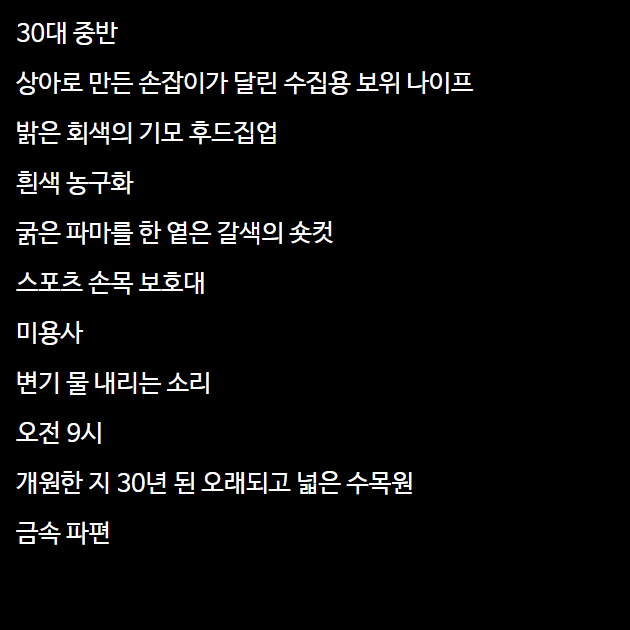 30대 중반
상아로 만든 손잡이가 달린 수집용 보위 나이프
밝은 회색의 기모 후드집업
흰색 농구화
굵은 파마를 한 옅은 갈색의 숏컷
스포츠 손목 보호대
미용사
변기 물 내리는 소리
오전 9시
개원한 지 30년 된 오래되고 넓은 수목원
금속 파편